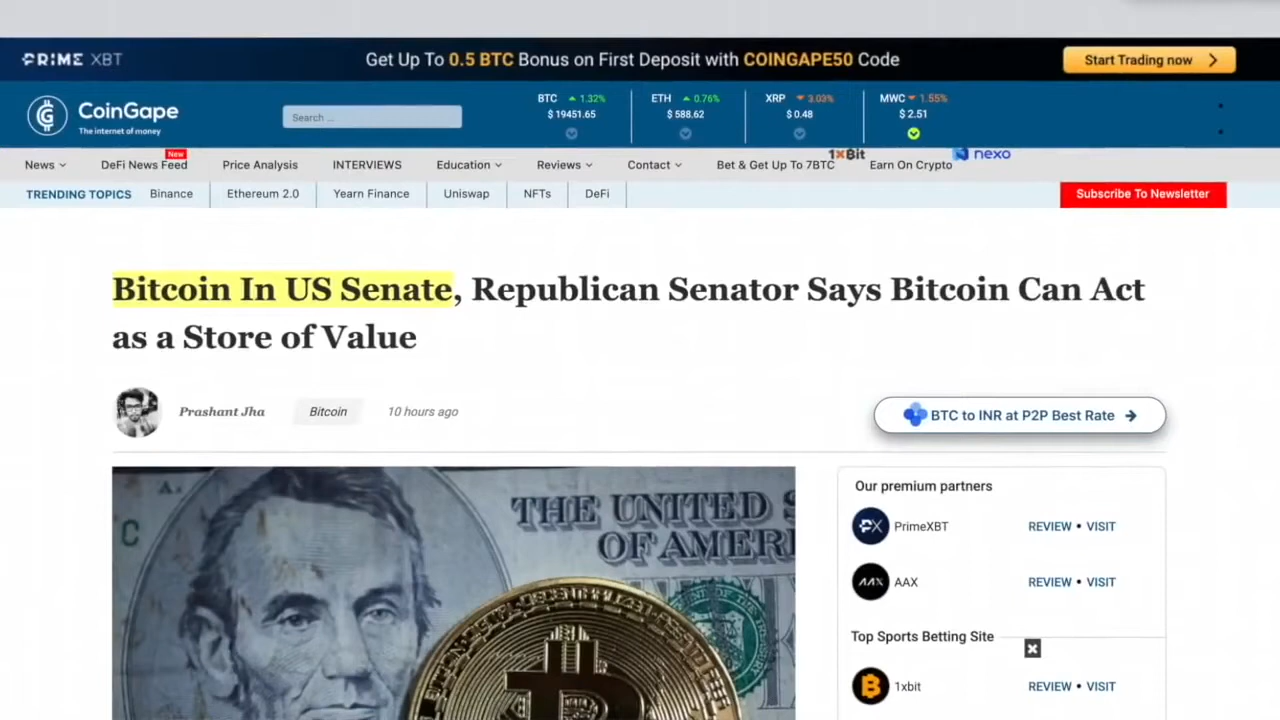 PRIME XBT
Get Up To 0.5 BTC Bonus on First Deposit with COINGAPE50 Code
Start Trading now
CoinGape
The internet of money
Search ...
BTC 1.32%
$ 19451.65
ETH 0.76%
$ 588.62
XRP 3.03%
$ 0.48
MWC 1.55%
$ 2.51
News
DeFi News Feed
New
Price Analysis
INTERVIEWS
Education
Reviews
Contact
Bet & Get Up To 7BTC
1XBit
Earn On Crypto
nexo
TRENDING TOPICS
Binance
Ethereum 2.0
Yearn Finance
Uniswap
NFTs
DeFi
Subscribe To Newsletter
Bitcoin In US Senate, Republican Senator Says Bitcoin Can Act
as a Store of Value
Prashant Jha
Bitcoin
10 hours ago
BTC to INR at P2P Best Rate
THE UNITED S
OF AMERI
C
Our premium partners
PrimeXBT
REVIEW • VISIT
AAX
REVIEW • VISIT
Top Sports Betting Site
1xbit
REVIEW • VISIT